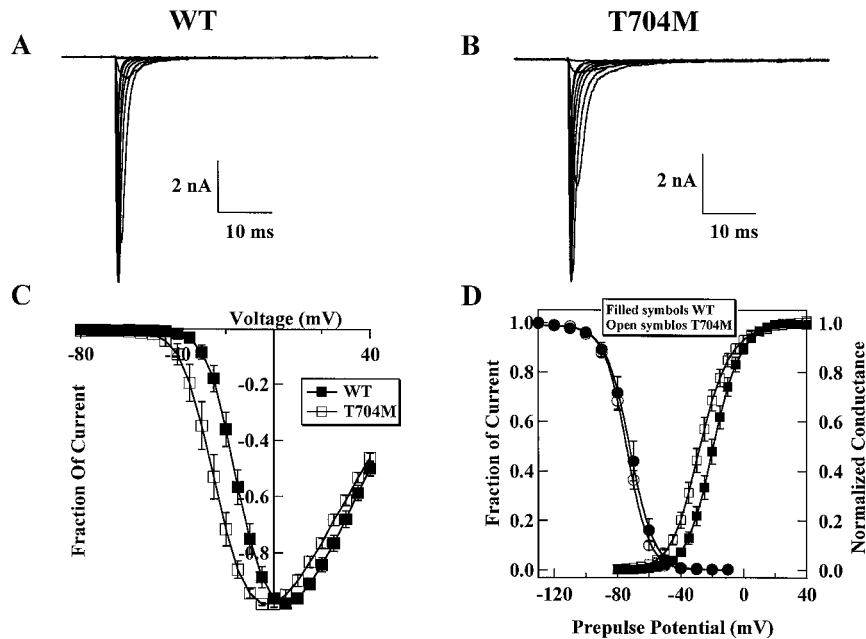 WT
T704M
A
B
2 nA
10 ms
2 nA
10 ms
C
Voltage (mV)
-80
-40
40
-0.2
-0.4
-0.6
-0.8
WT
T704M
Fraction Of Current
D
Filled symbols WT
Open symblos T704M
1.0
0.8
0.6
0.4
0.2
0.0
Fraction of Current
1.0
0.8
0.6
0.4
0.2
0.0
Normalized Conductance
-120
-80
-40
0
40
Prepulse Potential (mV)